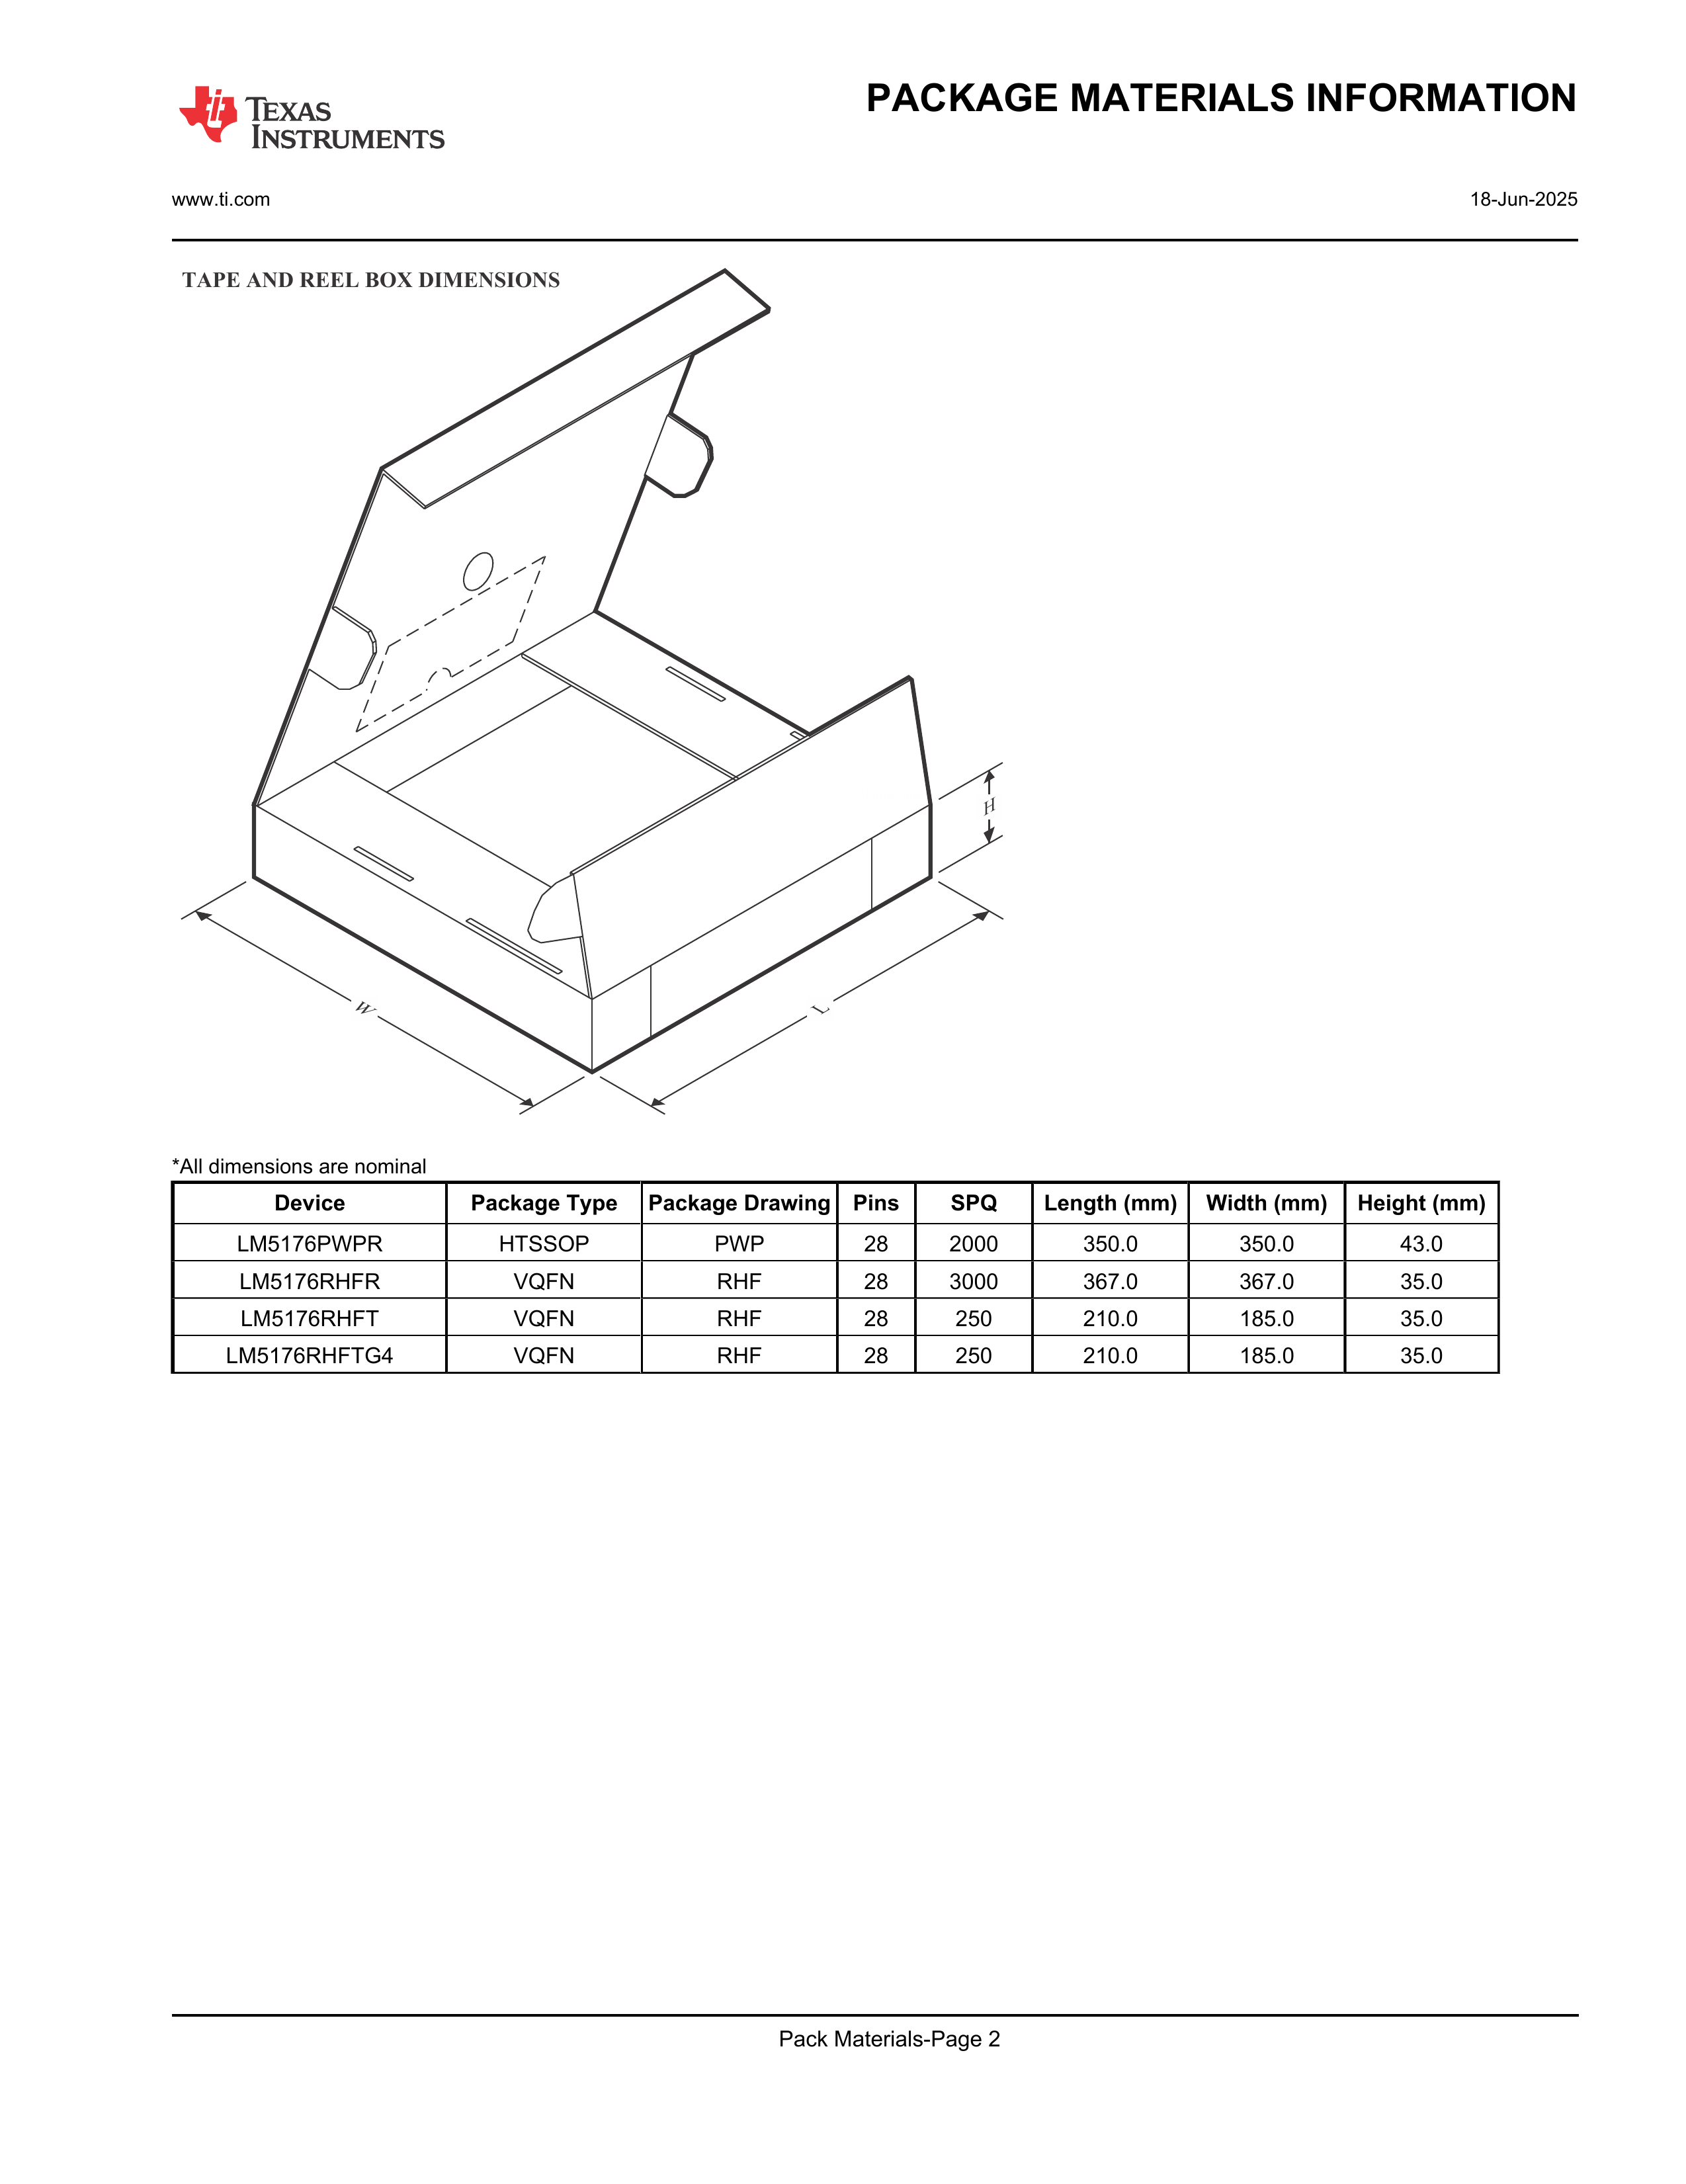 TEXAS
INSTRUMENTS
PACKAGE MATERIALS INFORMATION
www.ti.com
18-Jun-2025
TAPE AND REEL BOX DIMENSIONS
H
W
L
*All dimensions are nominal
Device Package Type Package Drawing Pins SPQ Length (mm) Width (mm) Height (mm)
LM5176PWPR HTSSOP PWP 28 2000 350.0 350.0 43.0
LM5176RHFR VQFN RHF 28 3000 367.0 367.0 35.0
LM5176RHFT VQFN RHF 28 250 210.0 185.0 35.0
LM5176RHFTG4 VQFN RHF 28 250 210.0 185.0 35.0
Pack Materials-Page 2